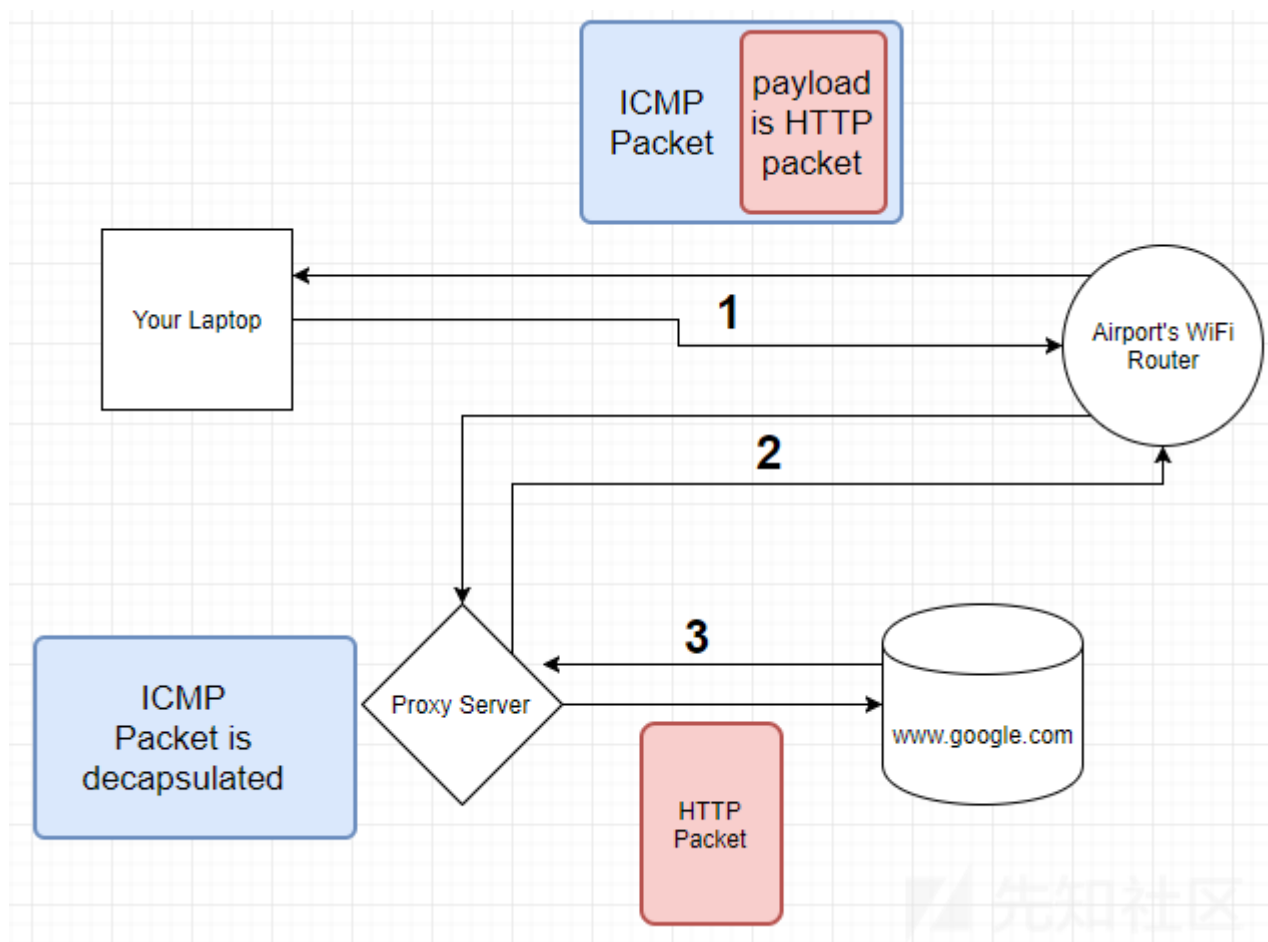 ICMP
Packet
payload
is HTTP
packet
Your Laptop
1
Airport's WiFi
Router
2
3
ICMP
Packet is
decapsulated
Proxy Server
www.google.com
HTTP
Packet
先知社区